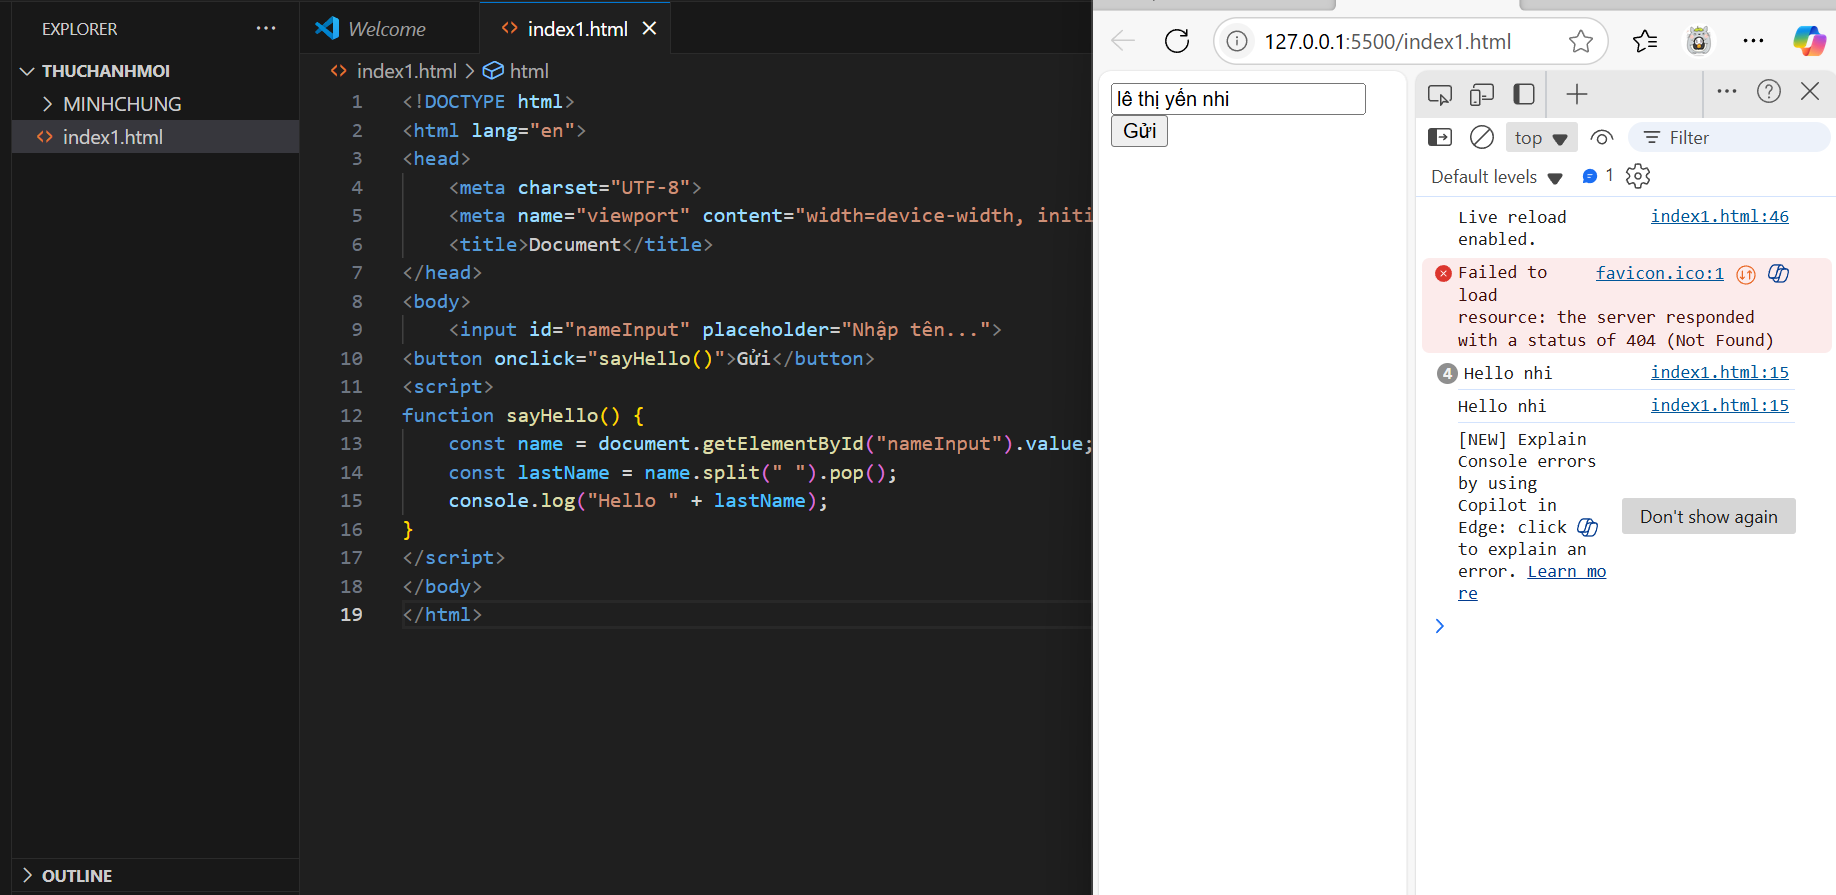 EXPLORER
THUCHANHMOI
MINHCHUNG
index1.html
OUTLINE
Welcome
index1.html
index1.html > html
1 <!DOCTYPE html>
2 <html lang="en">
3 <head>
4 <meta charset="UTF-8">
5 <meta name="viewport" content="width=device-width, initi
6 <title>Document</title>
7 </head>
8 <body>
9 <input id="nameInput" placeholder="Nhập tên...">
10 <button onclick="sayHello()">Gửi</button>
11 <script>
12 function sayHello() {
13 const name = document.getElementById("nameInput").value;
14 const lastName = name.split(" ").pop();
15 console.log("Hello " + lastName);
16 }
17 </script>
18 </body>
19 </html>
127.0.0.1:5500/index1.html
lê thị yến nhi
Gửi
top
Filter
Default levels
1
Live reload index1.html:46
enabled.
Failed to favicon.ico:1
load
resource: the server responded
with a status of 404 (Not Found)
4 Hello nhi index1.html:15
Hello nhi index1.html:15
[NEW] Explain
Console errors
by using
Copilot in
Edge: click
to explain an
error. Learn mo
re
Don't show again